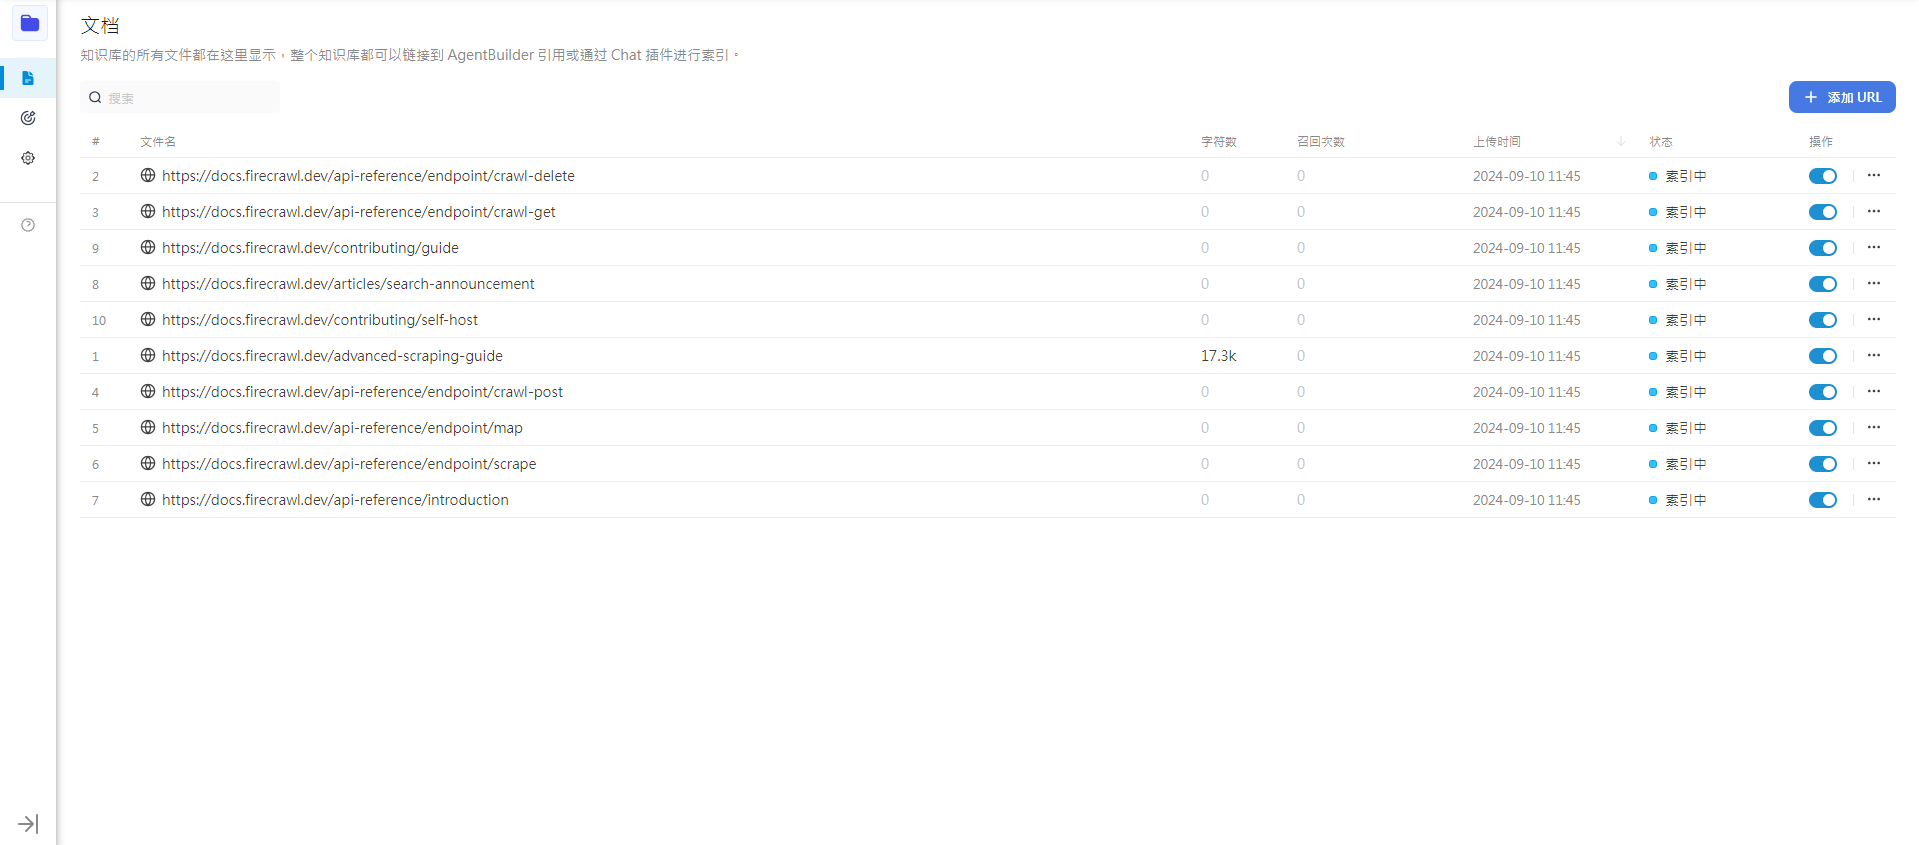 文档
知识库的所有文件都在这里显示，整个知识库都可以链接到 AgentBuilder 引用或通过 Chat 插件进行索引。
搜索
添加 URL
# 文件名 字符数 召回次数 上传时间 状态 操作
2 https://docs.firecrawl.dev/api-reference/endpoint/crawl-delete 0 0 2024-09-10 11:45 索引中
3 https://docs.firecrawl.dev/api-reference/endpoint/crawl-get 0 0 2024-09-10 11:45 索引中
9 https://docs.firecrawl.dev/contributing/guide 0 0 2024-09-10 11:45 索引中
8 https://docs.firecrawl.dev/articles/search-announcement 0 0 2024-09-10 11:45 索引中
10 https://docs.firecrawl.dev/contributing/self-host 0 0 2024-09-10 11:45 索引中
1 https://docs.firecrawl.dev/advanced-scraping-guide 17.3k 0 2024-09-10 11:45 索引中
4 https://docs.firecrawl.dev/api-reference/endpoint/crawl-post 0 0 2024-09-10 11:45 索引中
5 https://docs.firecrawl.dev/api-reference/endpoint/map 0 0 2024-09-10 11:45 索引中
6 https://docs.firecrawl.dev/api-reference/endpoint/scrape 0 0 2024-09-10 11:45 索引中
7 https://docs.firecrawl.dev/api-reference/introduction 0 0 2024-09-10 11:45 索引中